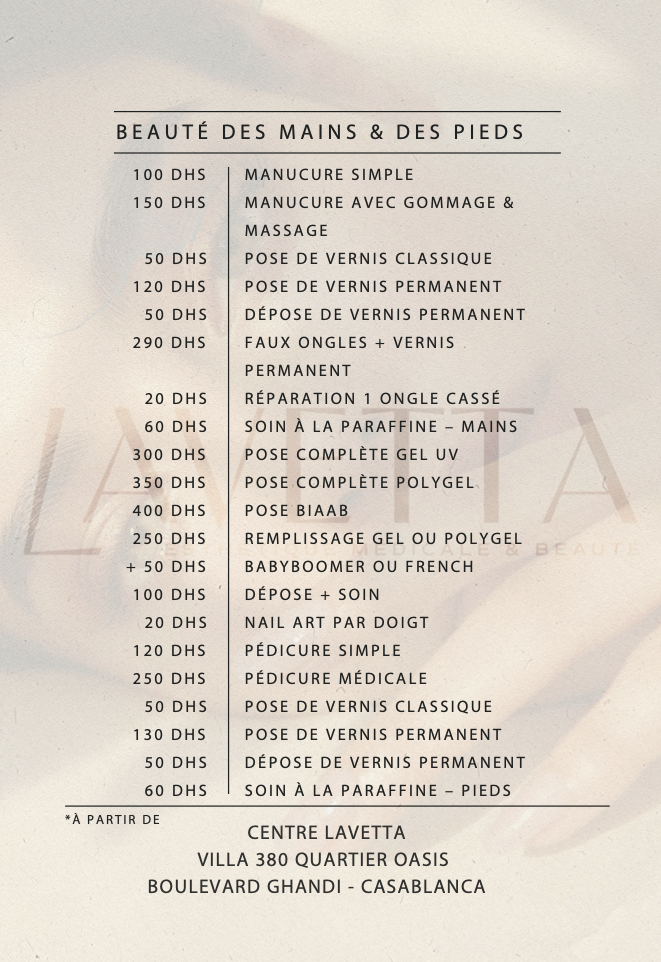 BEAUTÉ DES MAINS & DES PIEDS
100 DHS MANUCURE SIMPLE
150 DHS MANUCURE AVEC GOMMAGE &
MASSAGE
50 DHS POSE DE VERNIS CLASSIQUE
120 DHS POSE DE VERNIS PERMANENT
50 DHS DÉPOSE DE VERNIS PERMANENT
290 DHS FAUX ONGLES + VERNIS
PERMANENT
20 DHS RÉPARATION 1 ONGLE CASSÉ
60 DHS SOIN À LA PARAFFINE – MAINS
300 DHS POSE COMPLÈTE GEL UV
350 DHS POSE COMPLÈTE POLYGEL
400 DHS POSE BIAAB
250 DHS REMPLISSAGE GEL OU POLYGEL
+ 50 DHS BABYBOOMER OU FRENCH
100 DHS DÉPOSE + SOIN
20 DHS NAIL ART PAR DOIGT
120 DHS PÉDICURE SIMPLE
250 DHS PÉDICURE MÉDICALE
50 DHS POSE DE VERNIS CLASSIQUE
130 DHS POSE DE VERNIS PERMANENT
50 DHS DÉPOSE DE VERNIS PERMANENT
60 DHS SOIN À LA PARAFFINE – PIEDS
*À PARTIR DE
CENTRE LAVETTA
VILLA 380 QUARTIER OASIS
BOULEVARD GHANDI - CASABLANCA
LAVETTA
ESTHÉTIQUE MÉDICALE & BEAUTÉ